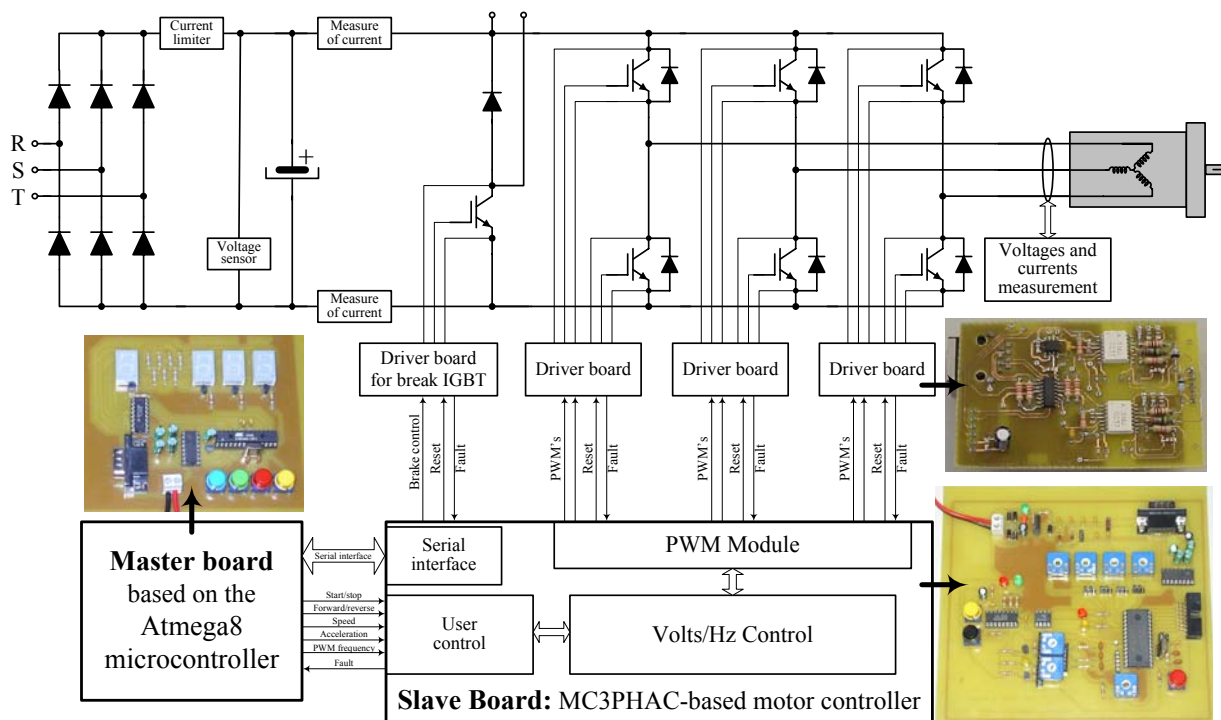 Current
limiter
Measure
of current
R
S
T
+
Voltage
sensor
Measure
of current
Voltages and
currents
measurement
Driver board
for break IGBT
Driver board
Driver board
Driver board
Brake control
Reset
Fault
PWM's
Reset
Fault
PWM's
Reset
Fault
PWM's
Reset
Fault
Master board
based on the
Atmega8
microcontroller
Serial interface
Start/stop
Forward/reverse
Speed
Acceleration
PWM frequency
Fault
Serial
interface
PWM Module
User
control
Volts/Hz Control
Slave Board: MC3PHAC-based motor controller